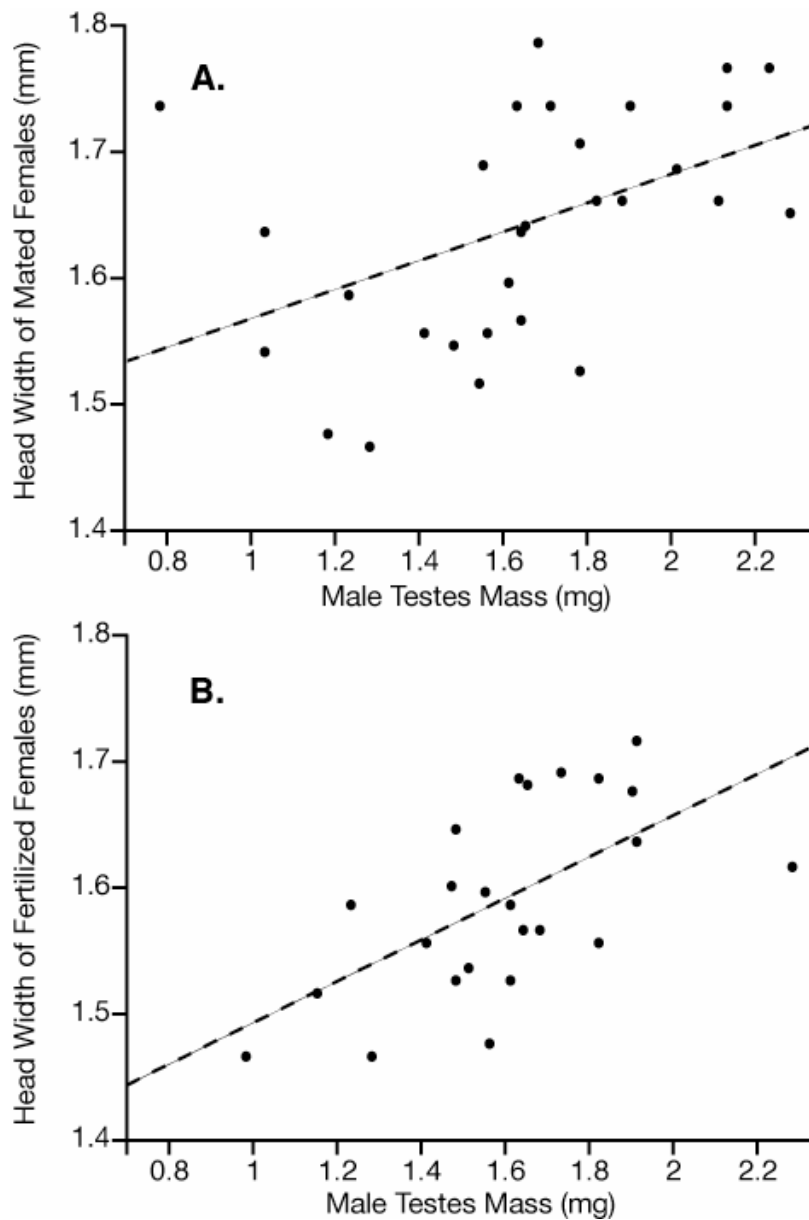 A.
Head Width of Mated Females (mm)
1.8
1.7
1.6
1.5
1.4
0.8 1 1.2 1.4 1.6 1.8 2 2.2
Male Testes Mass (mg)
B.
Head Width of Fertilized Females (mm)
1.8
1.7
1.6
1.5
1.4
0.8 1 1.2 1.4 1.6 1.8 2 2.2
Male Testes Mass (mg)